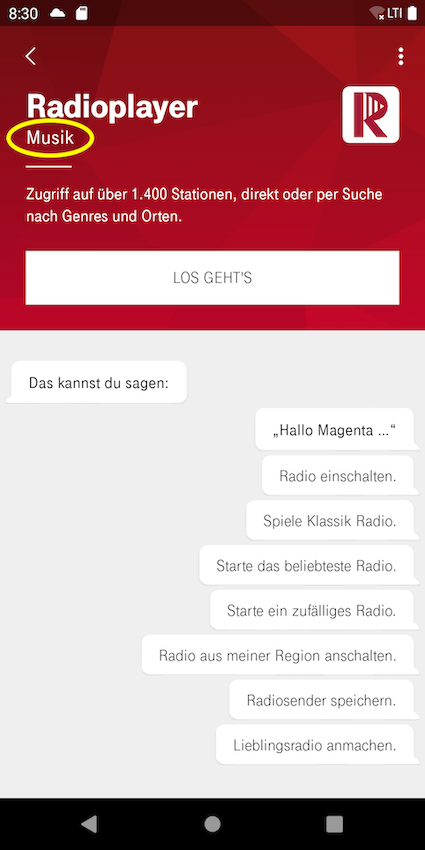 8:30
LTI
Radioplayer
Musik
R
Zugriff auf über 1.400 Stationen, direkt oder per Suche
nach Genres und Orten.
LOS GEHT'S
Das kannst du sagen:
„Hallo Magenta ...“
Radio einschalten.
Spiele Klassik Radio.
Starte das beliebteste Radio.
Starte ein zufälliges Radio.
Radio aus meiner Region anschalten.
Radiosender speichern.
Lieblingsradio anmachen.